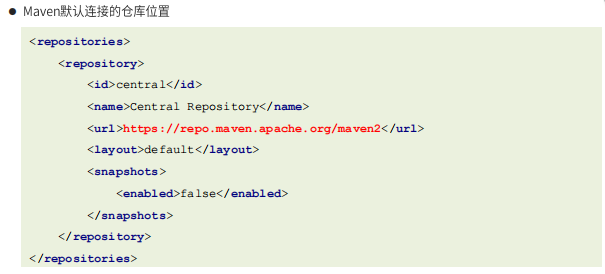 ● Maven默认连接的仓库位置
<repositories>
    <repository>
        <id>central</id>
        <name>Central Repository</name>
        <url>https://repo.maven.apache.org/maven2</url>
        <layout>default</layout>
        <snapshots>
            <enabled>false</enabled>
        </snapshots>
    </repository>
</repositories>